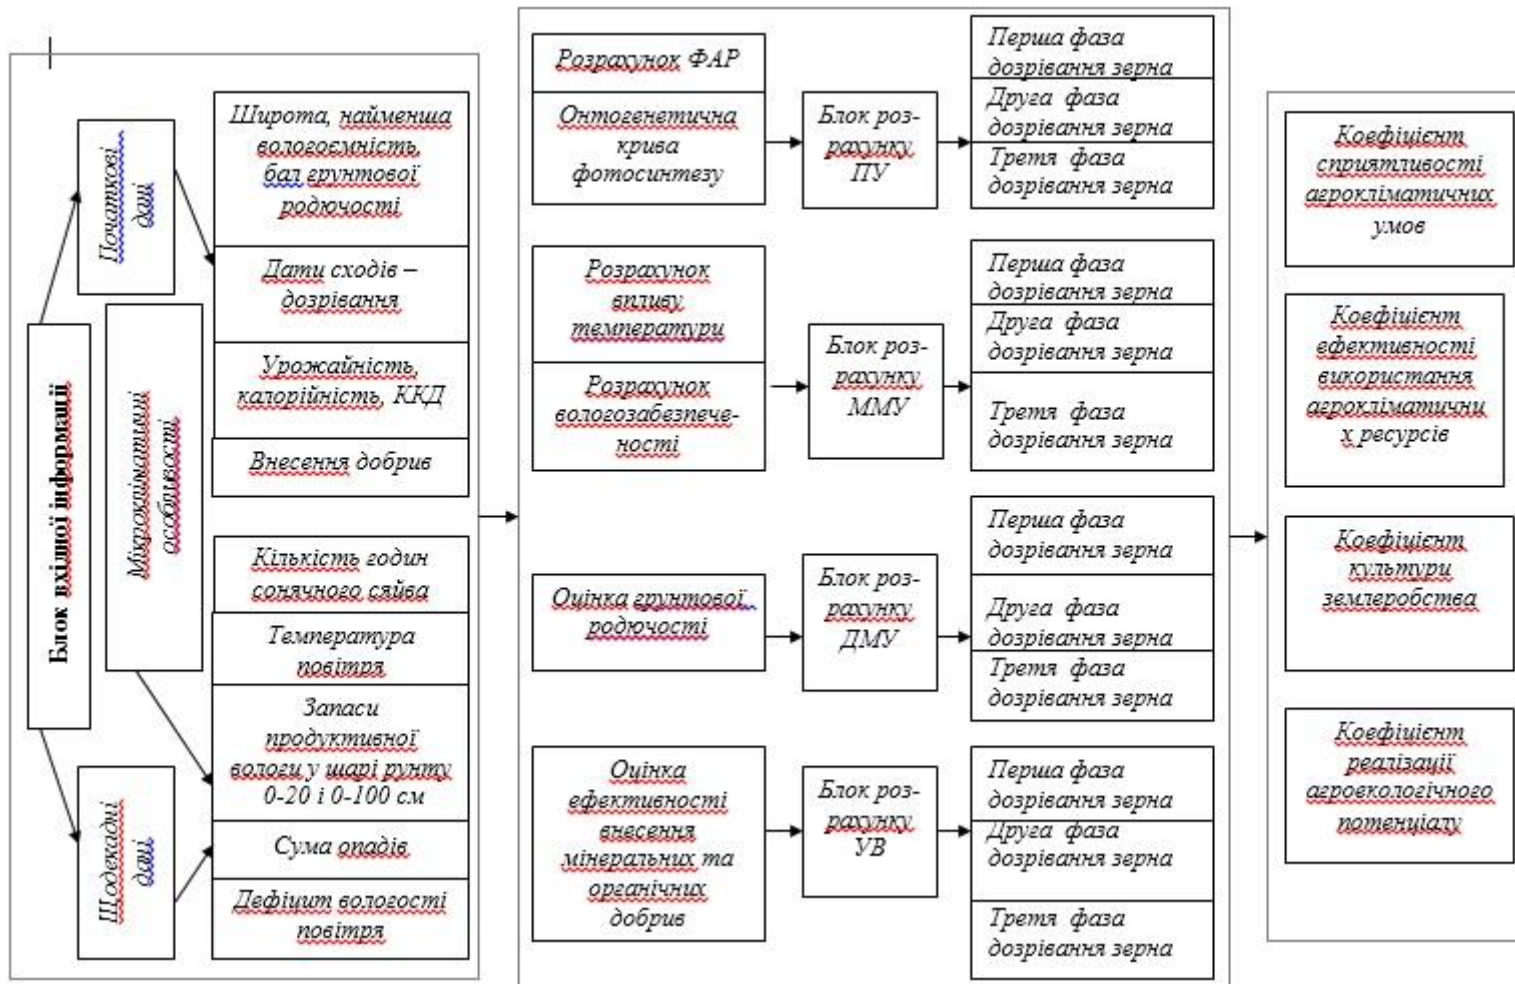 Блок вхідної інформації
Початкові
дані
Мікрокліматичні
особливості
Щодекадні
дані
Широта, найменша
вологоємність,
бал ґрунтової
родючості
Дати сходів –
дозрівання
Урожайність,
калорійність, ККД
Внесення добрив
Кількість годин
сонячного сяйва
Температура
повітря
Запаси
продуктивної
вологи у шарі рунту
0-20 і 0-100 см
Сума опадів
Дефіцит вологості
повітря
Розрахунок ФАР
Онтогенетична
крива
фотосинтезу
Блок роз-
рахунку
ПУ
Перша фаза
дозрівання зерна
Друга фаза
дозрівання зерна
Третя фаза
дозрівання зерна
Розрахунок
впливу
температури
Розрахунок
вологозабезпече-
ності
Блок роз-
рахунку
ММУ
Перша фаза
дозрівання зерна
Друга фаза
дозрівання зерна
Третя фаза
дозрівання зерна
Оцінка ґрунтової
родючості
Блок роз-
рахунку
ДМУ
Перша фаза
дозрівання зерна
Друга фаза
дозрівання зерна
Третя фаза
дозрівання зерна
Оцінка
ефективності
внесення
мінеральних та
органічних
добрив
Блок роз-
рахунку
УВ
Перша фаза
дозрівання зерна
Друга фаза
дозрівання зерна
Третя фаза
дозрівання зерна
Коефіцієнт
сприятливості
агрокліматичних
умов
Коефіцієнт
ефективності
використання
агрокліматични
х ресурсів
Коефіцієнт
культури
землеробства
Коефіцієнт
реалізації
агроекологічного
потенціалу